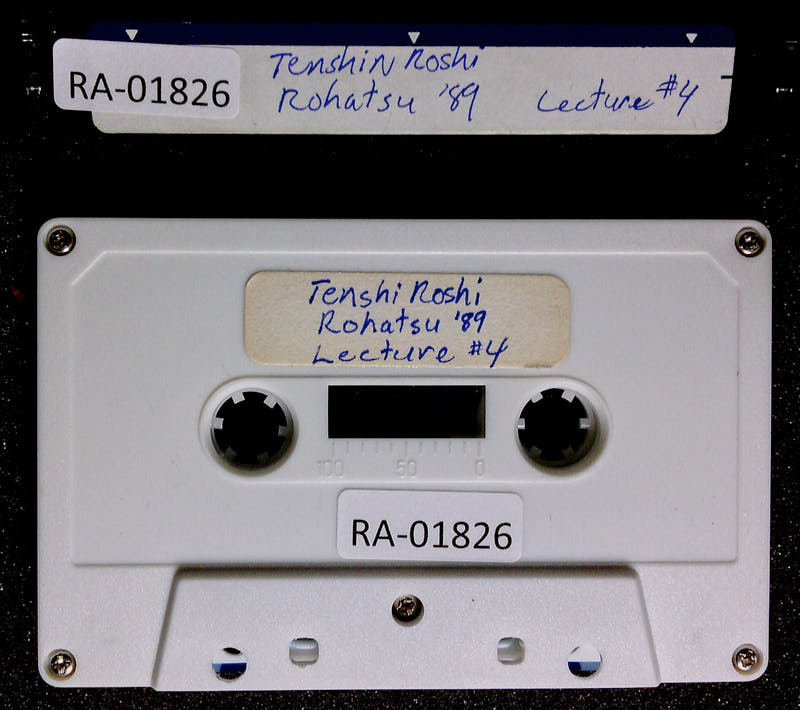 RA-01826
Tenshin Roshi
Rohatsu '89 Lecture #4
Tenshi Roshi
Rohatsu '89
Lecture #4
100 50 0
RA-01826